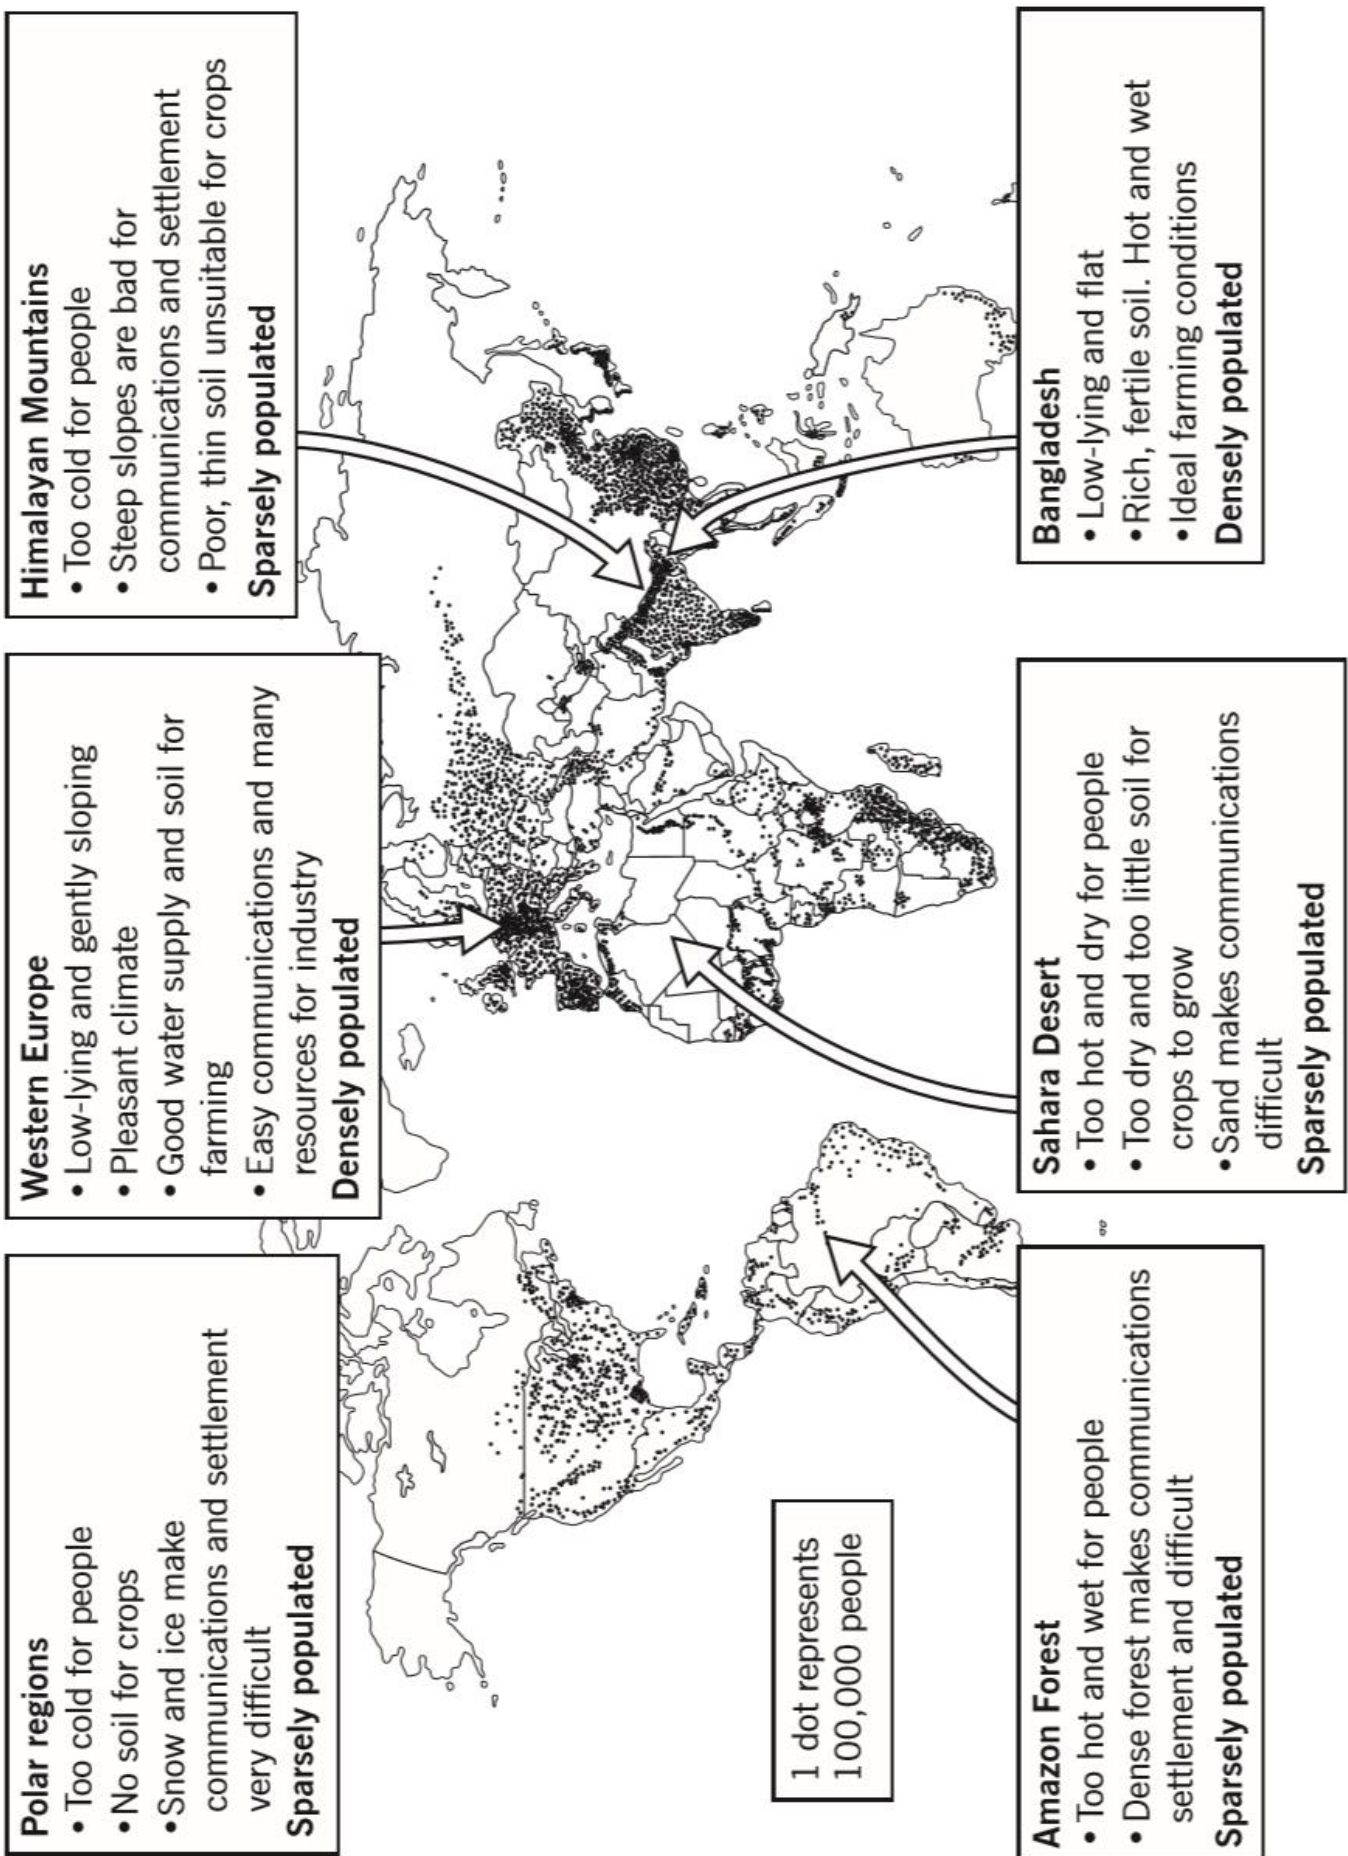 Polar regions
• Too cold for people
• No soil for crops
• Snow and ice make
communications and settlement
very difficult
Sparsely populated
Western Europe
• Low-lying and gently sloping
• Pleasant climate
• Good water supply and soil for
farming
• Easy communications and many
resources for industry
Densely populated
Himalayan Mountains
• Too cold for people
• Steep slopes are bad for
communications and settlement
• Poor, thin soil unsuitable for crops
Sparsely populated
1 dot represents
100,000 people
Amazon Forest
• Too hot and wet for people
• Dense forest makes communications
settlement and difficult
Sparsely populated
Sahara Desert
• Too hot and dry for people
• Too dry and too little soil for
crops to grow
• Sand makes communications
difficult
Sparsely populated
Bangladesh
• Low-lying and flat
• Rich, fertile soil. Hot and wet
• Ideal farming conditions
Densely populated